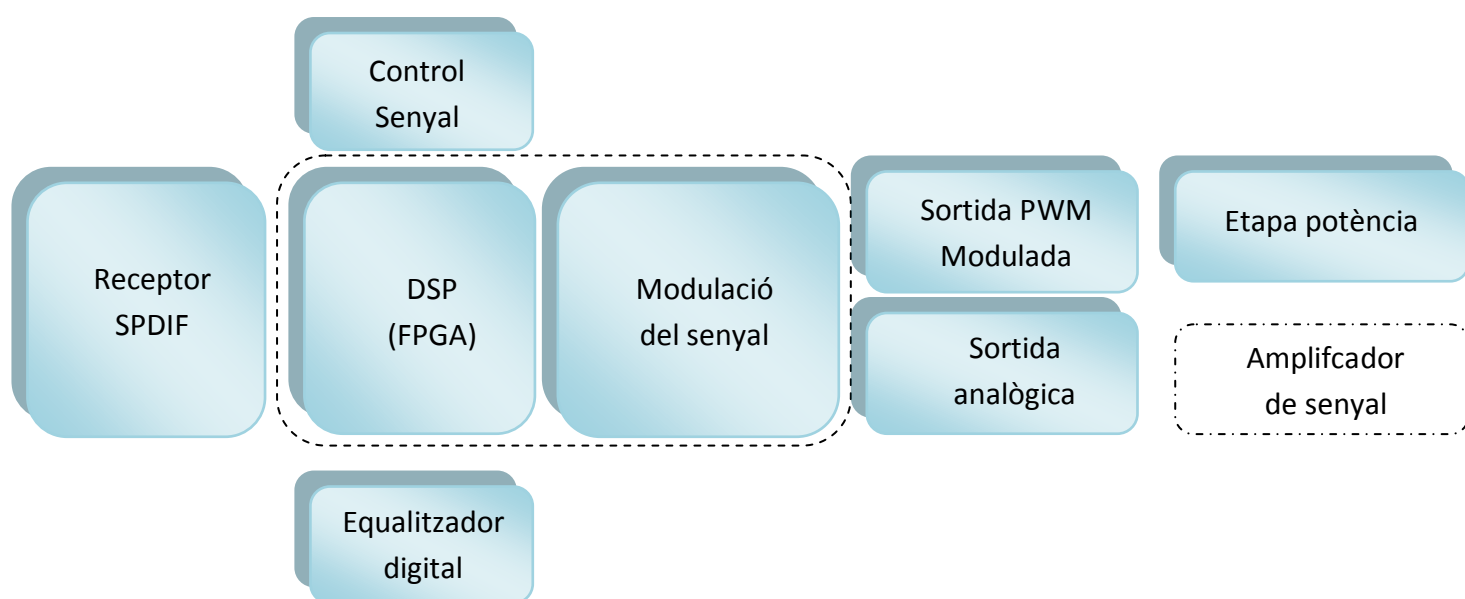 Control
Senyal
Receptor
SPDIF
DSP
(FPGA)
Modulació
del senyal
Sortida PWM
Modulada
Etapa potència
Sortida
analògica
Amplifcador
de senyal
Equalitzador
digital